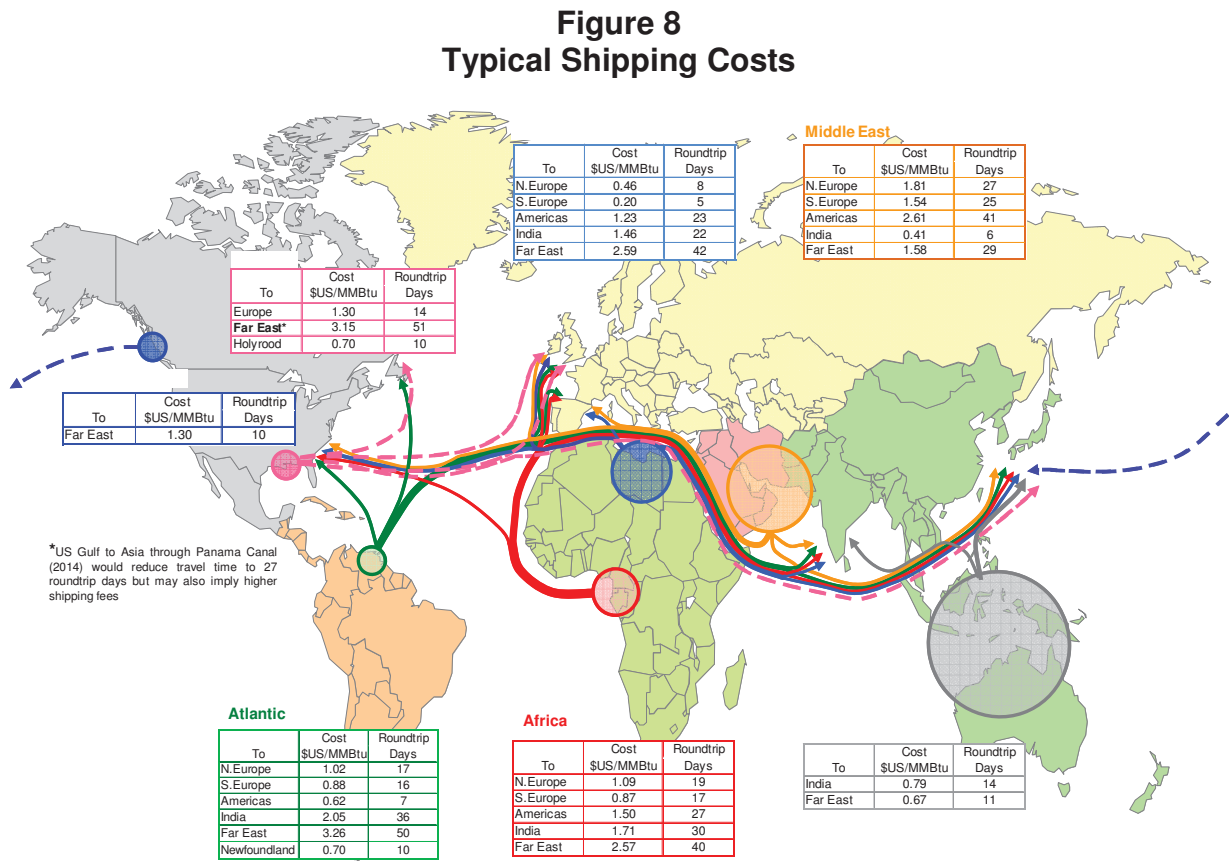 Figure 8
Typical Shipping Costs
To Cost $US/MMBtu Roundtrip Days
N.Europe 0.46 8
S.Europe 0.20 5
Americas 1.23 23
India 1.46 22
Far East 2.59 42
Middle East
To Cost $US/MMBtu Roundtrip Days
N.Europe 1.81 27
S.Europe 1.54 25
Americas 2.61 41
India 0.41 6
Far East 1.58 29
To Cost $US/MMBtu Roundtrip Days
Europe 1.30 14
Far East* 3.15 51
Holyrood 0.70 10
To Cost $US/MMBtu Roundtrip Days
Far East 1.30 10
*US Gulf to Asia through Panama Canal
(2014) would reduce travel time to 27
roundtrip days but may also imply higher
shipping fees
Atlantic
To Cost $US/MMBtu Roundtrip Days
N.Europe 1.02 17
S.Europe 0.88 16
Americas 0.62 7
India 2.05 36
Far East 3.26 50
Newfoundland 0.70 10
Africa
To Cost $US/MMBtu Roundtrip Days
N.Europe 1.09 19
S.Europe 0.87 17
Americas 1.50 27
India 1.71 30
Far East 2.57 40
To Cost $US/MMBtu Roundtrip Days
India 0.79 14
Far East 0.67 11